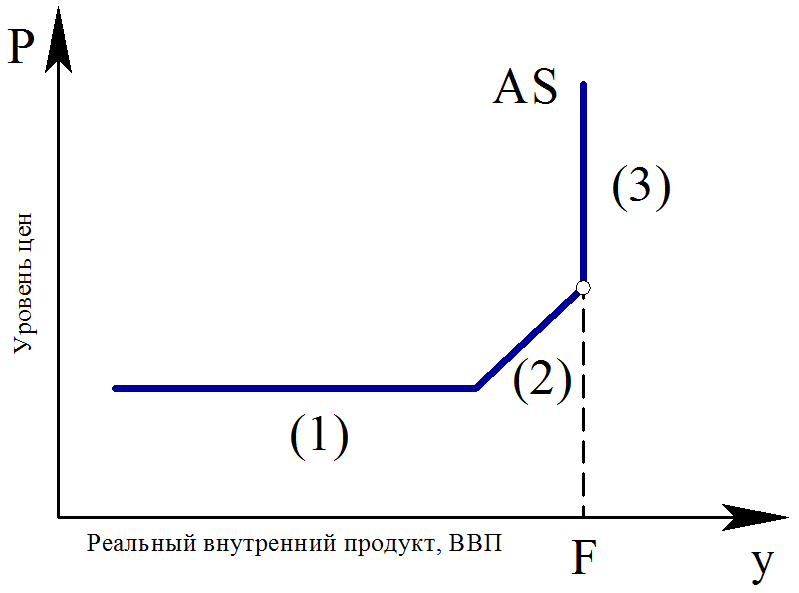 P
AS
(3)
Уровень цен
(2)
(1)
Реальный внутренний продукт, ВВП
F
y